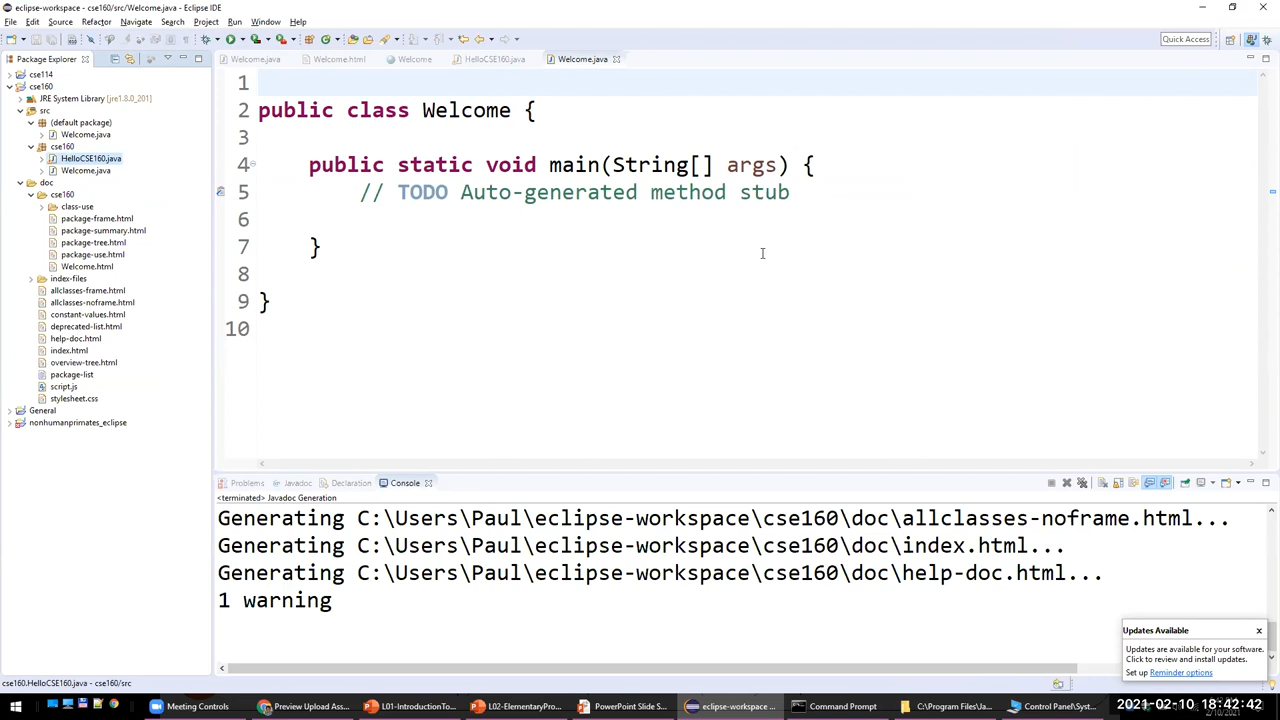 eclipse-workspace - cse160/src/Welcome.java - Eclipse IDE
File Edit Source Refactor Navigate Search Project Run Window Help
Quick Access
Package Explorer
Welcome.java Welcome.html Welcome HelloCSE160.java Welcome.java
cse114
cse160
JRE System Library [jre1.8.0_201]
src
(default package)
Welcome.java
cse160
HelloCSE160.java
Welcome.java
doc
cse160
class-use
package-frame.html
package-summary.html
package-tree.html
package-use.html
Welcome.html
index-files
allclasses-frame.html
allclasses-noframe.html
constant-values.html
deprecated-list.html
help-doc.html
index.html
overview-tree.html
package-list
script.js
stylesheet.css
General
nonhumanprimates_eclipse
1
2 public class Welcome {
3
4 public static void main(String[] args) {
5 // TODO Auto-generated method stub
6
7 }
8
9 }
10
Problems Javadoc Declaration Console
<terminated> Javadoc Generation
Generating C:\Users\Paul\eclipse-workspace\cse160\doc\allclasses-noframe.html...
Generating C:\Users\Paul\eclipse-workspace\cse160\doc\index.html...
Generating C:\Users\Paul\eclipse-workspace\cse160\doc\help-doc.html...
1 warning
Updates Available
Updates are available for your software.
Click to review and install updates.
Set up Reminder options
cse160.HelloCSE160.java - cse160/src
Meeting Controls
Preview Upload Ass...
L01-IntroductionTo...
L02-ElementaryPro...
PowerPoint Slide S...
eclipse-workspace ...
Command Prompt
C:\Program Files\Ja...
Control Panel\Sys...
2021-02-10 18:42:42